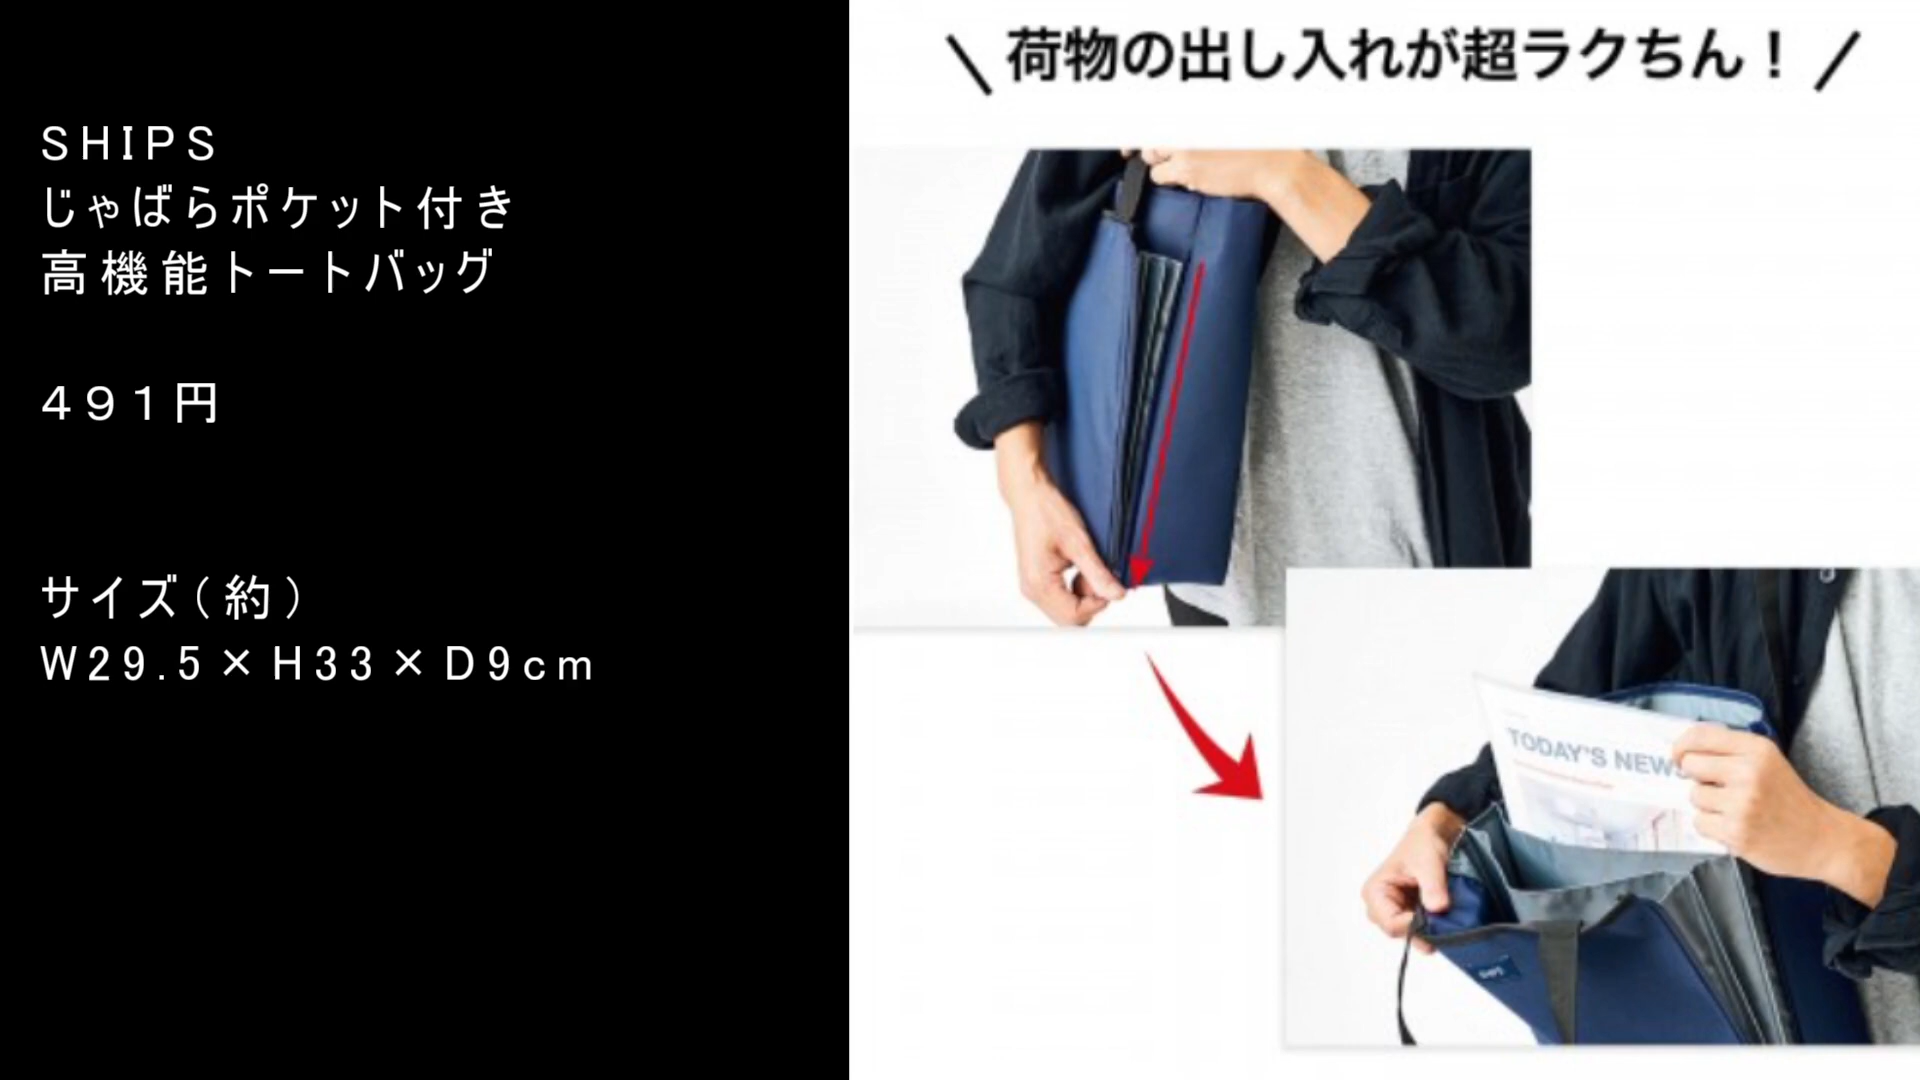 SHIPS
じゃばらポケット付き
高機能トートバッグ
491円
サイズ(約)
W29.5×H33×D9cm
\ 荷物の出し入れが超ラクちん! /
TODAY'S NEWS
SHIPS